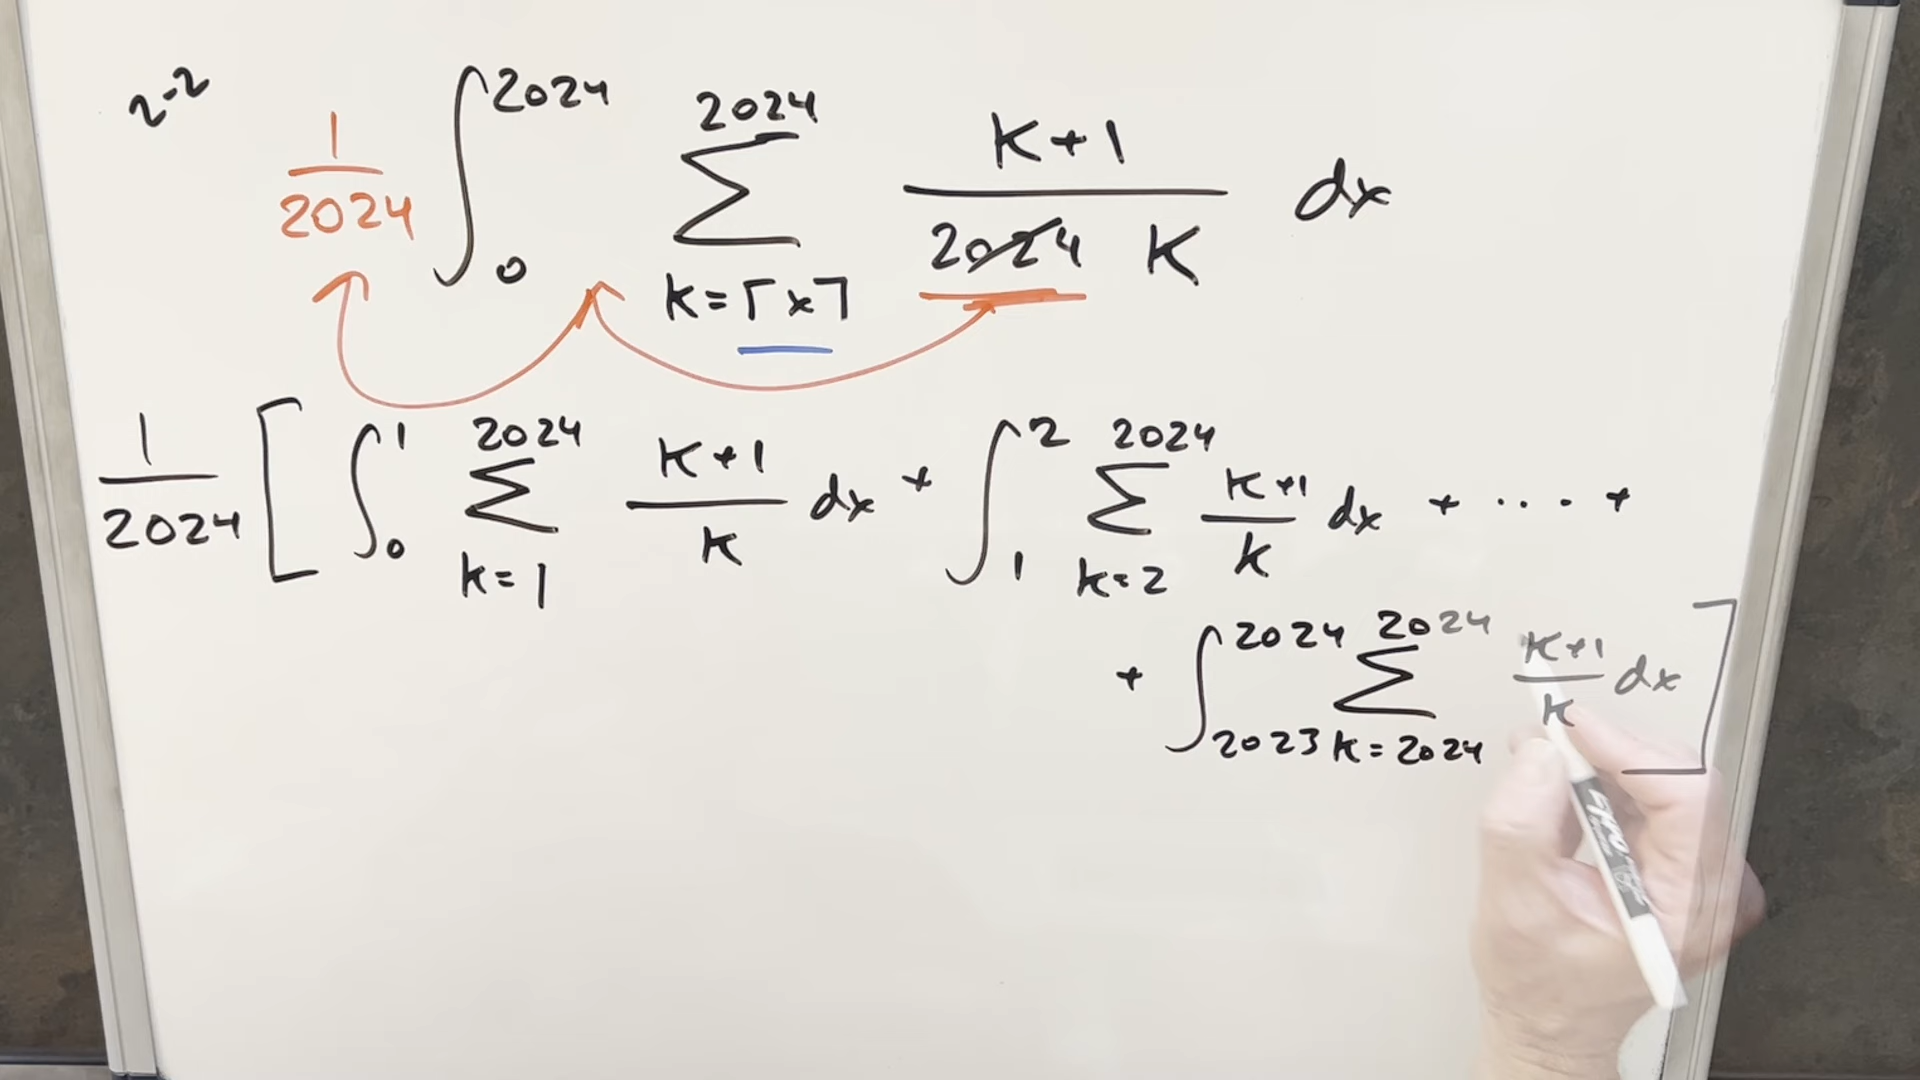 2-2
1/2024 ∫_0^2024 ∑_{k=⌈x⌉}^{2024} (k+1)/(2024 k) dx
1/2024 [ ∫_0^1 ∑_{k=1}^{2024} (k+1)/k dx + ∫_1^2 ∑_{k=2}^{2024} (k+1)/k dx + .... +
+ ∫_2023^2024 ∑_{k=2024}^{2024} (k+1)/k dx ]
EXPO